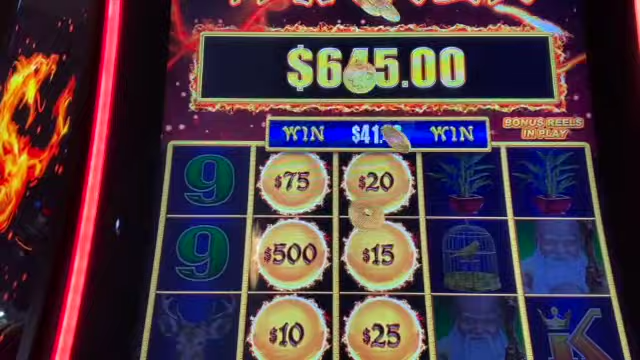 $645.00
WIN WIN
BONUS REELS
IN PLAY
9 $75 $20
9 $500 $15
$10 $25 K